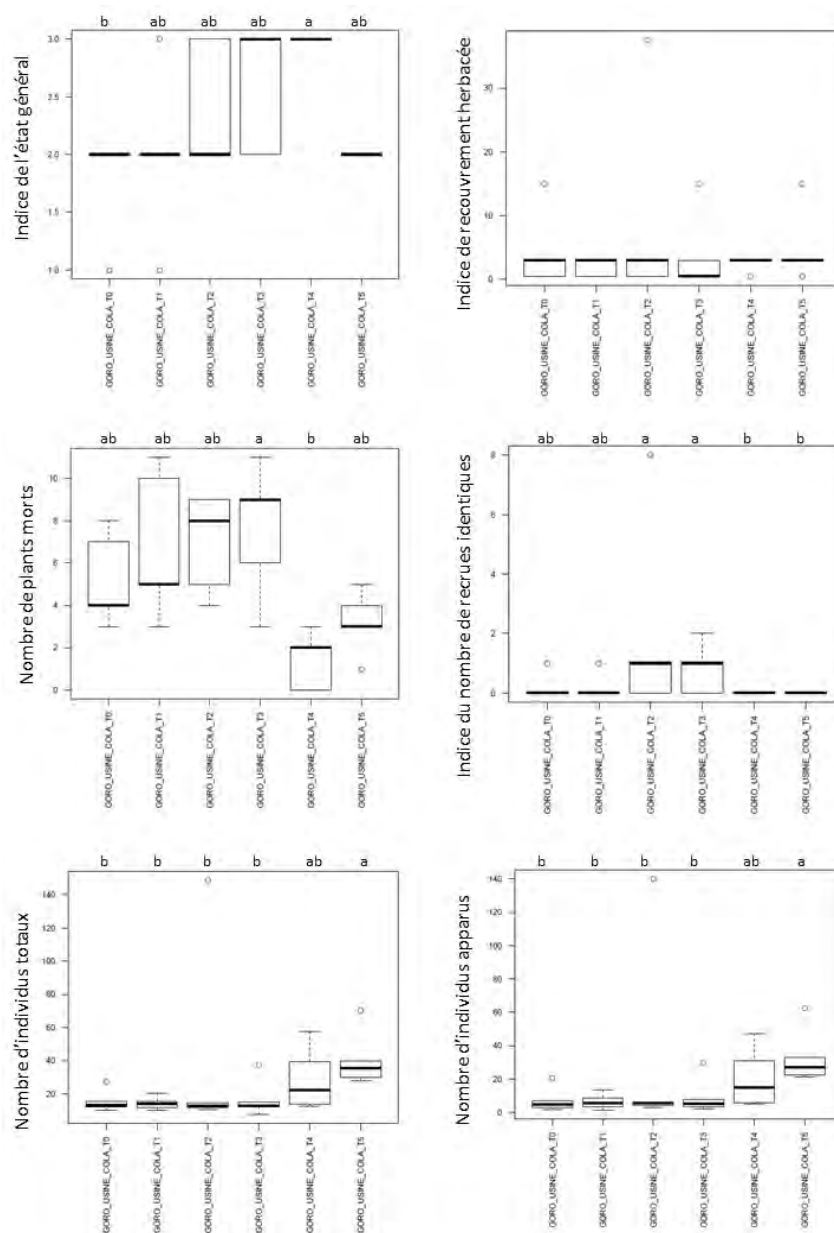 b ab ab ab a ab
Indice de l'état général
3.0
2.5
2.0
1.5
1.0
GORO_USINE_COLA_T0
GORO_USINE_COLA_T1
GORO_USINE_COLA_T2
GORO_USINE_COLA_T3
GORO_USINE_COLA_T4
GORO_USINE_COLA_T5
Indice de recouvrement herbacée
30
20
10
0
GORO_USINE_COLA_T0
GORO_USINE_COLA_T1
GORO_USINE_COLA_T2
GORO_USINE_COLA_T3
GORO_USINE_COLA_T4
GORO_USINE_COLA_T5
ab ab ab a b ab
Nombre de plants morts
10
8
6
4
2
0
GORO_USINE_COLA_T0
GORO_USINE_COLA_T1
GORO_USINE_COLA_T2
GORO_USINE_COLA_T3
GORO_USINE_COLA_T4
GORO_USINE_COLA_T5
ab ab a a b b
Indice du nombre de recrues identiques
8
6
4
2
0
GORO_USINE_COLA_T0
GORO_USINE_COLA_T1
GORO_USINE_COLA_T2
GORO_USINE_COLA_T3
GORO_USINE_COLA_T4
GORO_USINE_COLA_T5
b b b b ab a
Nombre d'individus totaux
140
120
100
80
60
40
20
GORO_USINE_COLA_T0
GORO_USINE_COLA_T1
GORO_USINE_COLA_T2
GORO_USINE_COLA_T3
GORO_USINE_COLA_T4
GORO_USINE_COLA_T5
b b b b ab a
Nombre d'individus apparus
140
120
100
80
60
40
20
0
GORO_USINE_COLA_T0
GORO_USINE_COLA_T1
GORO_USINE_COLA_T2
GORO_USINE_COLA_T3
GORO_USINE_COLA_T4
GORO_USINE_COLA_T5